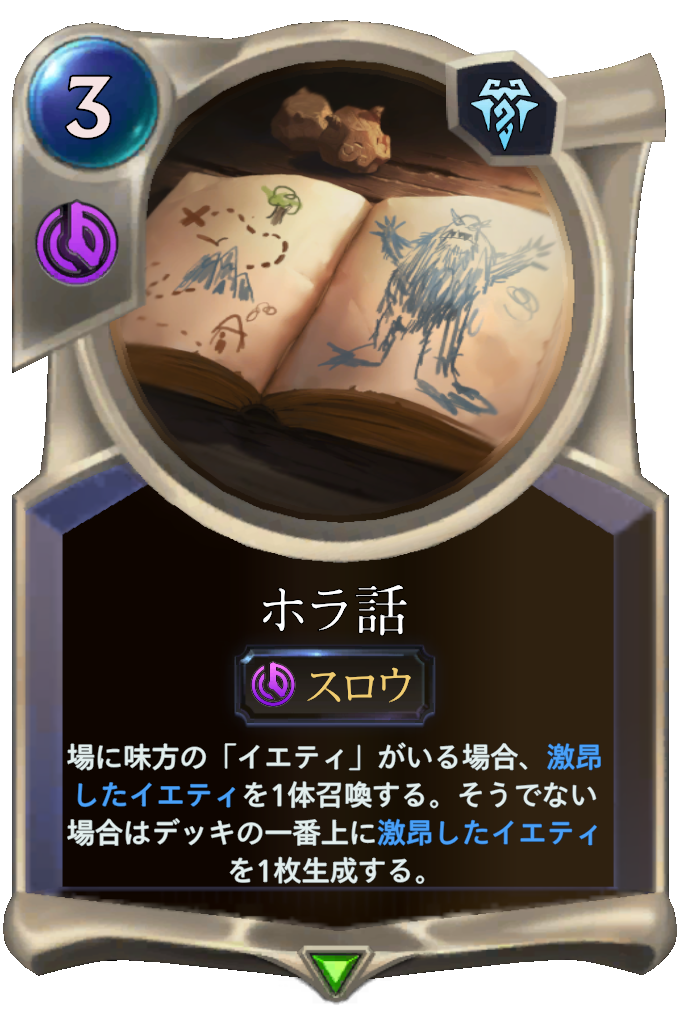 3
ホラ話
スロウ
場に味方の「イエティ」がいる場合、激昂
したイエティを1体召喚する。そうでない
場合はデッキの一番上に激昂したイエティ
を1枚生成する。